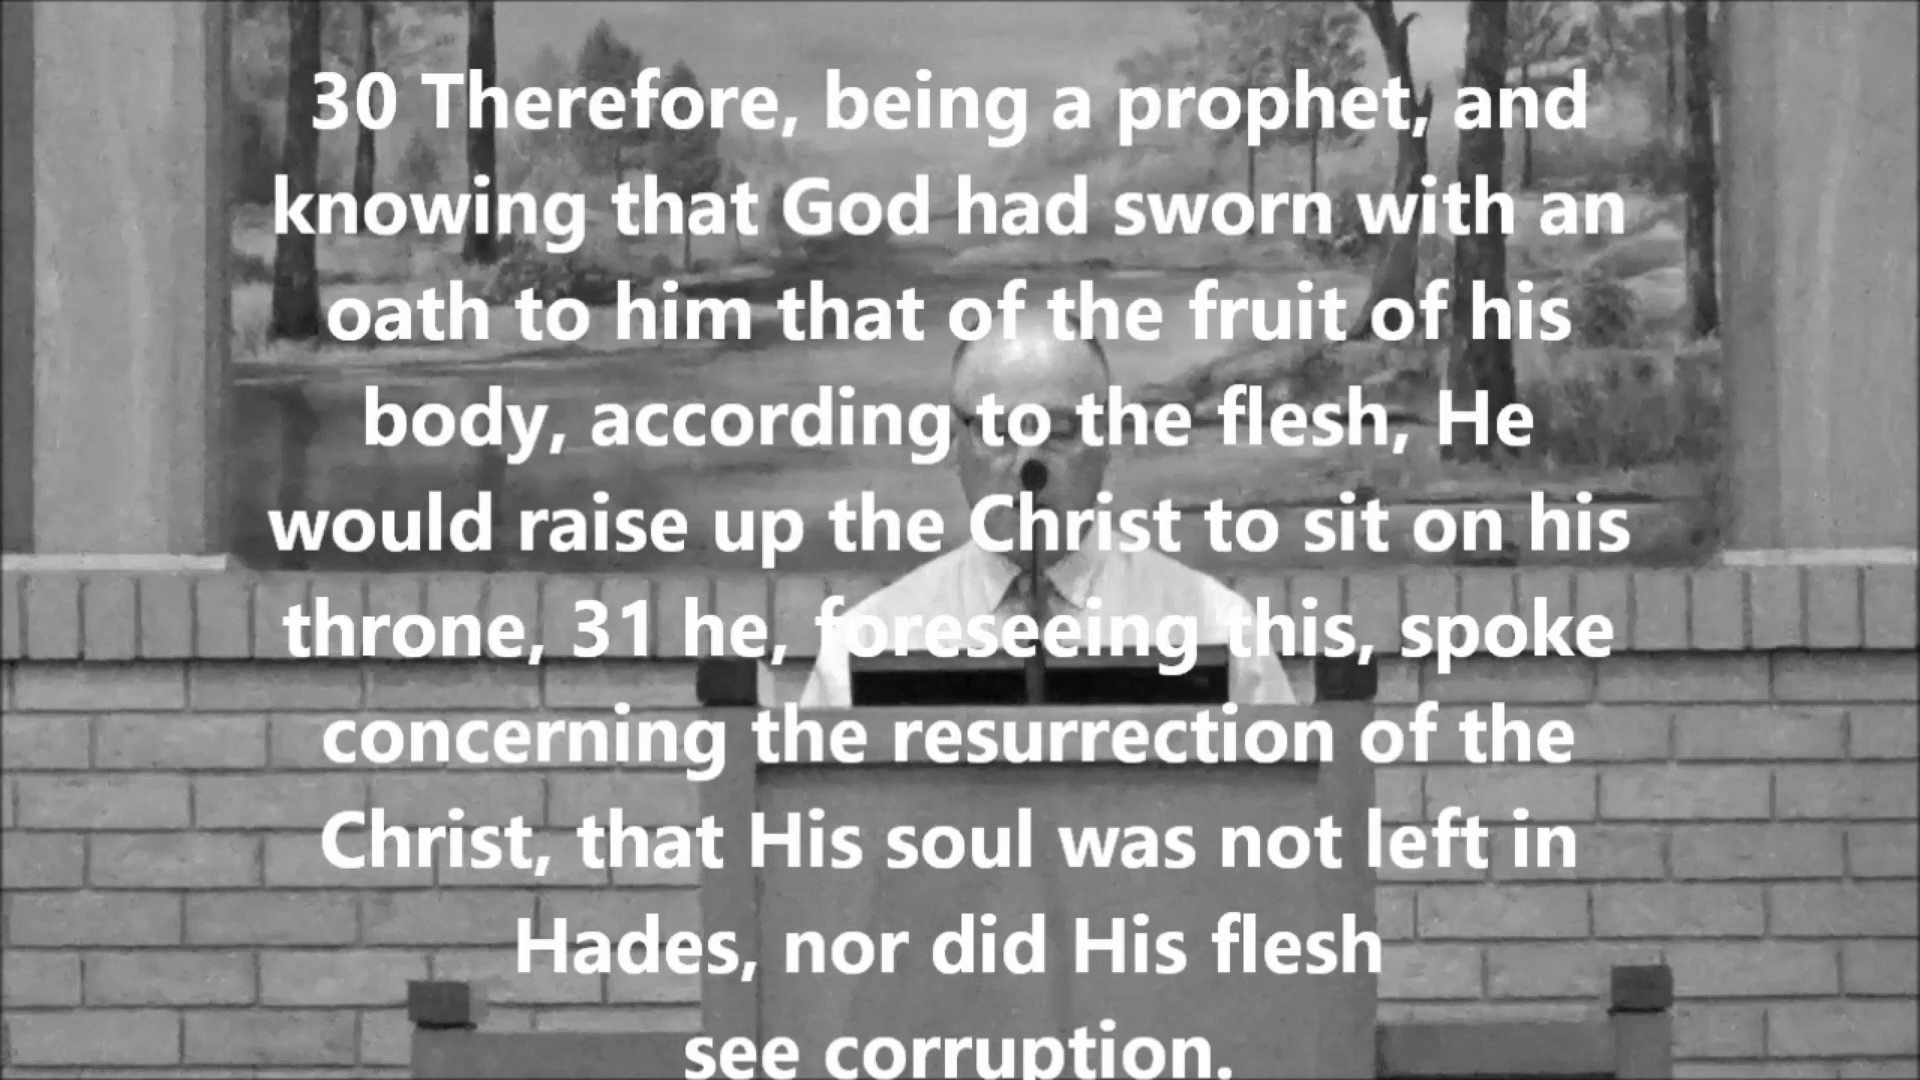 30 Therefore, being a prophet, and
knowing that God had sworn with an
oath to him that of the fruit of his
body, according to the flesh, He
would raise up the Christ to sit on his
throne, 31 he, foreseeing this, spoke
concerning the resurrection of the
Christ, that His soul was not left in
Hades, nor did His flesh
see corruption.